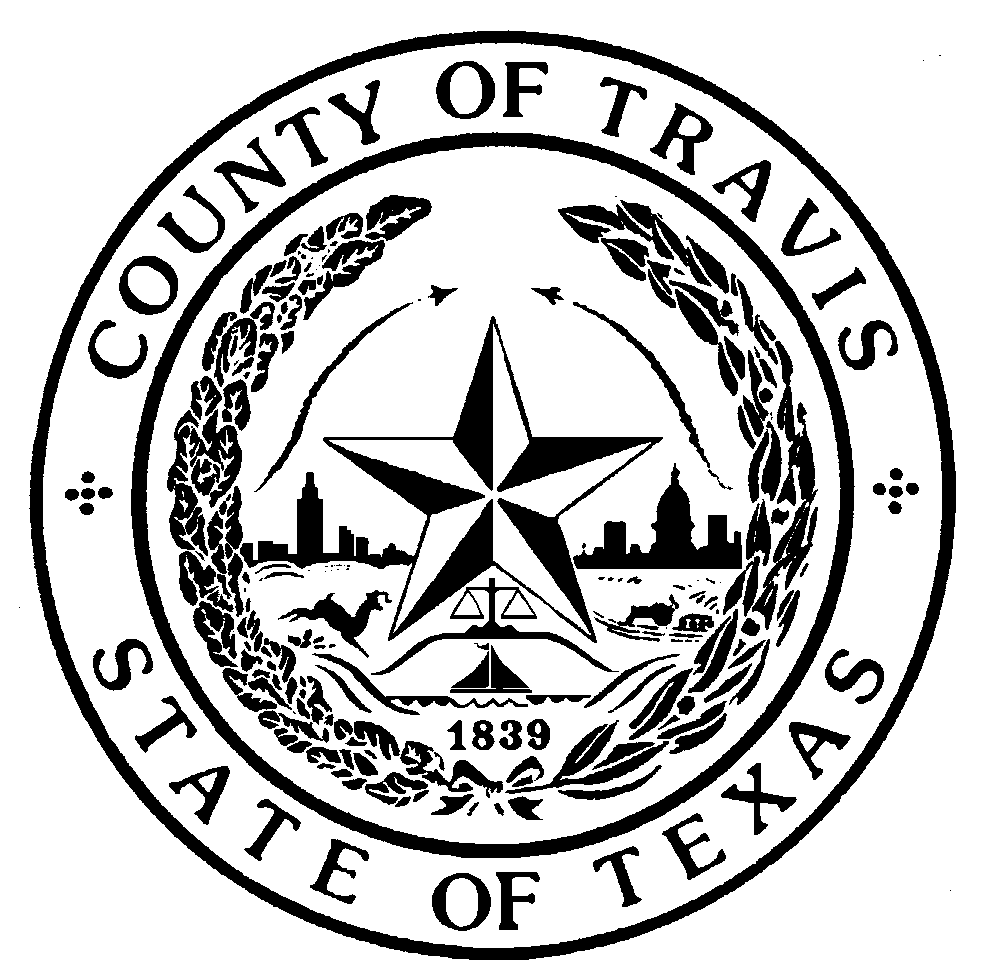 COUNTY OF TRAVIS
1839
STATE OF TEXAS